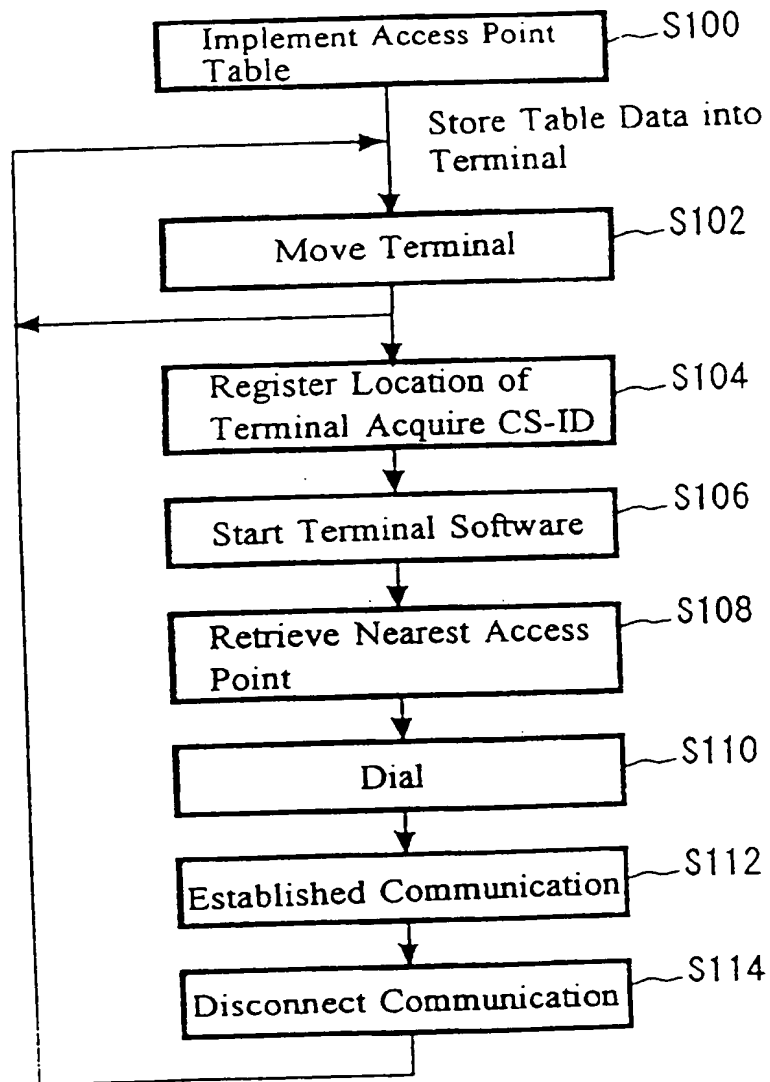 Implement Access Point
Table
S100
Store Table Data into
Terminal
Move Terminal
S102
Register Location of
Terminal Acquire CS-ID
S104
Start Terminal Software
S106
Retrieve Nearest Access
Point
S108
Dial
S110
Established Communication
S112
Disconnect Communication
S114